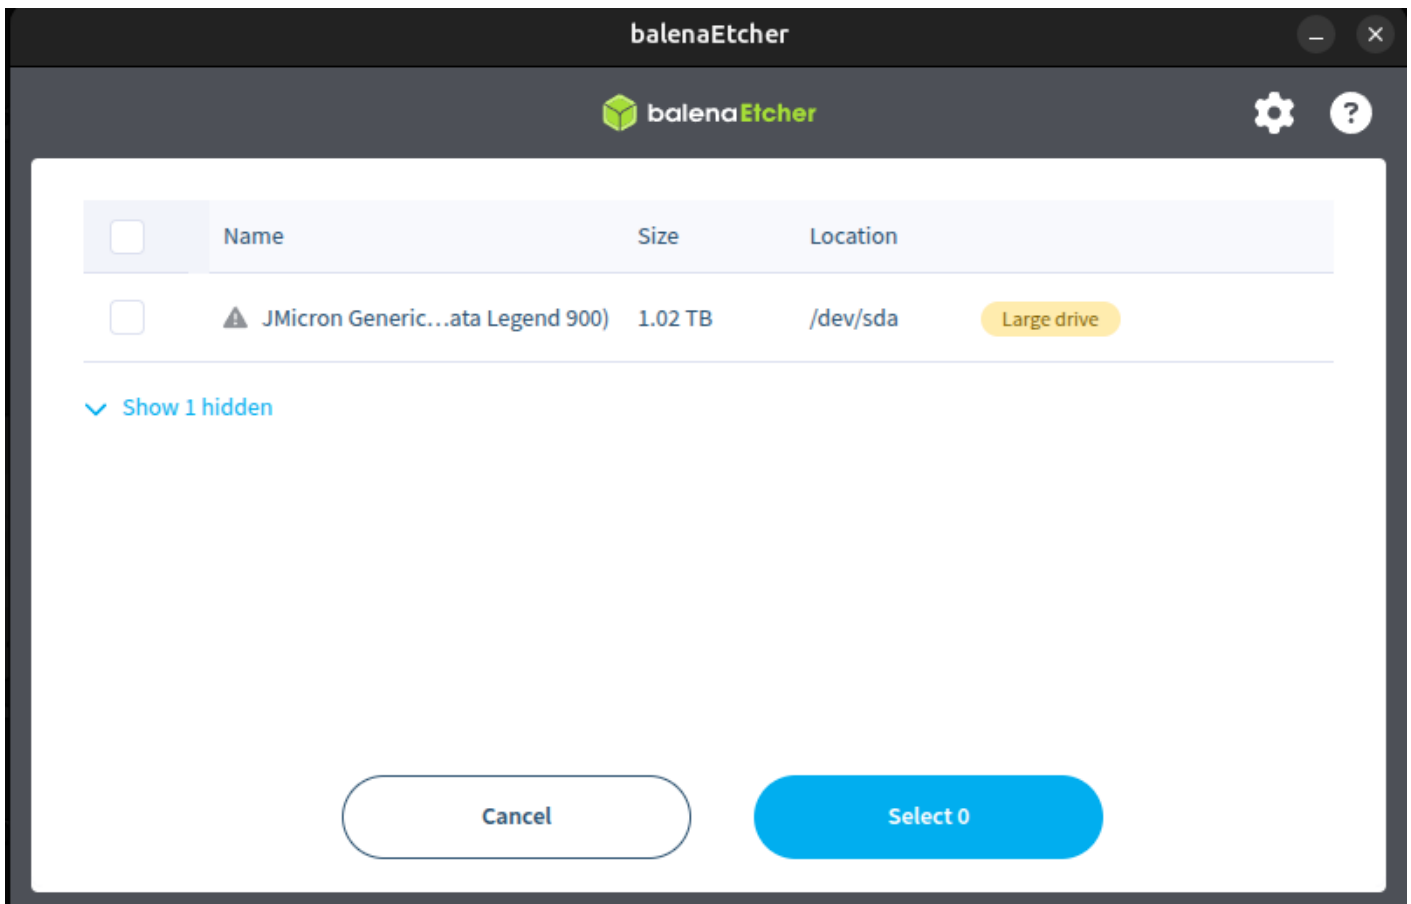 balenaEtcher
balenaEtcher
?
Name Size Location
JMicron Generic...ata Legend 900) 1.02 TB /dev/sda Large drive
Show 1 hidden
Cancel Select 0